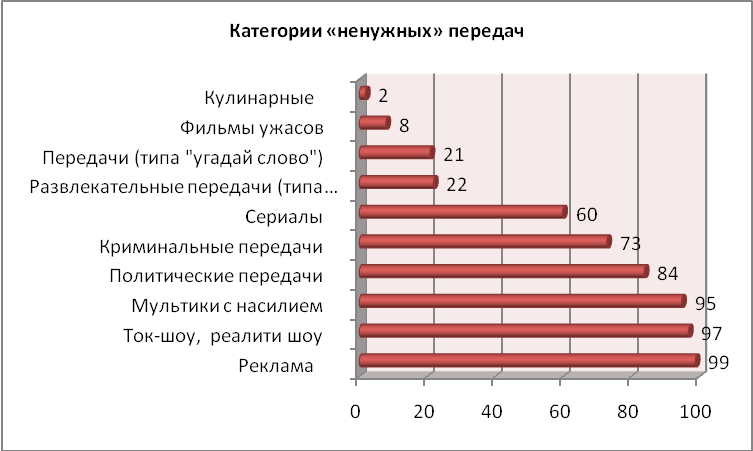 Категории «ненужных» передач
Кулинарные 2
Фильмы ужасов 8
Передачи (типа "угадай слово") 21
Развлекательные передачи (типа... 22
Сериалы 60
Криминальные передачи 73
Политические передачи 84
Мультики с насилием 95
Ток-шоу, реалити шоу 97
Реклама 99
0 20 40 60 80 100